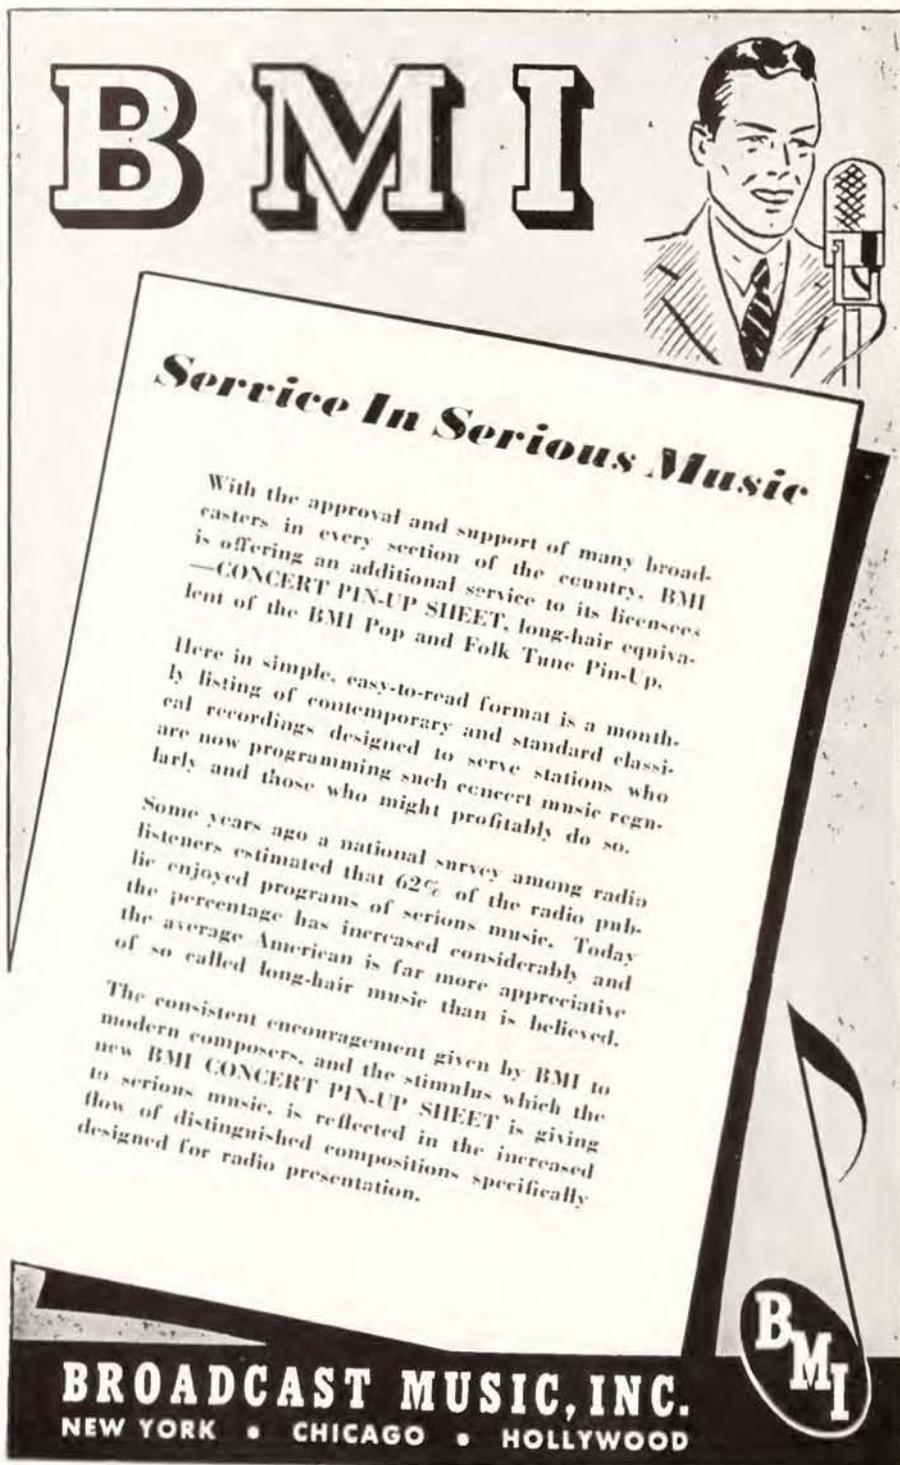 BMI
Service In Serious Music
With the approval and support of many broad-
casters in every section of the country, BMI
is offering an additional service to its licensees
—CONCERT PIN-UP SHEET, long-hair equiva-
lent of the BMI Pop and Folk Tune Pin-Up.
Here in simple, easy-to-read format is a month-
ly listing of contemporary and standard classi-
cal recordings designed to serve stations who
are now programming such concert music regu-
larly and those who might profitably do so.
Some years ago a national survey among radio
listeners estimated that 62% of the radio pub-
lic enjoyed programs of serious music. Today
the percentage has increased considerably and
the average American is far more appreciative
of so called long-hair music than is believed.
The consistent encouragement given by BMI to
modern composers, and the stimulus which the
new BMI CONCERT PIN-UP SHEET is giving
to serious music, is reflected in the increased
flow of distinguished compositions specifically
designed for radio presentation.
BMI
BROADCAST MUSIC, INC.
NEW YORK • CHICAGO • HOLLYWOOD